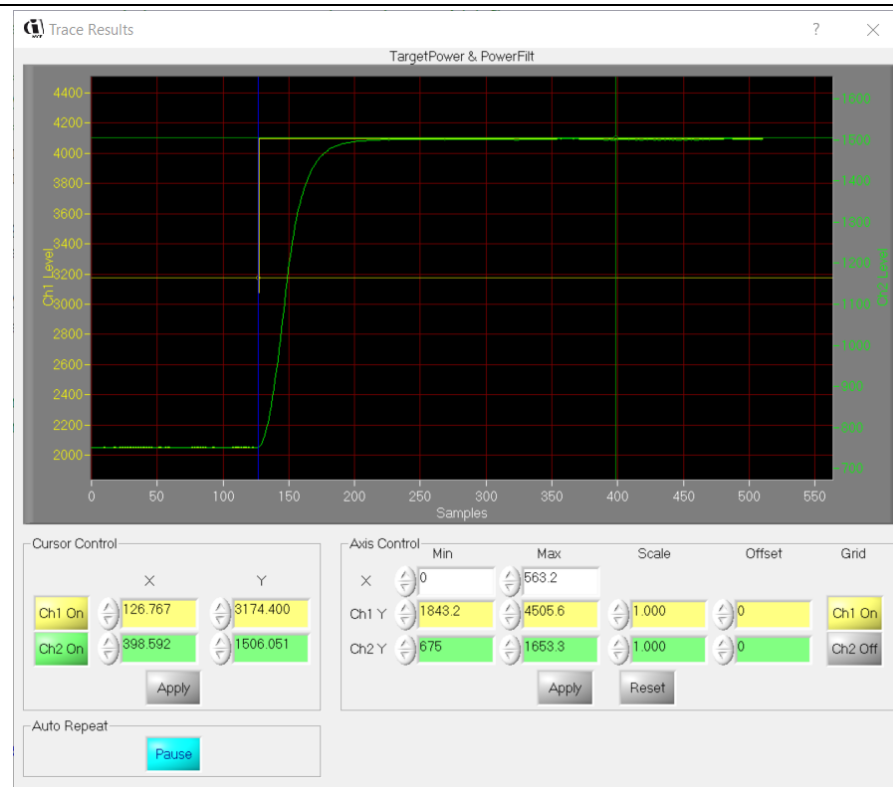 Trace Results ?
TargetPower & PowerFilt
4400
4200
4000
3800
3600
3400
3200
3000
2800
2600
2400
2200
2000
Ch1 Level
1600
1500
1400
1300
1200
1100
1000
900
800
700
Ch2 Level
0 50 100 150 200 250 300 350 400 450 500 550
Samples
Cursor Control
X Y
Ch1 On 126.767 3174.400
Ch2 On 398.592 1506.051
Apply
Auto Repeat
Pause
Axis Control
Min Max Scale Offset Grid
X 0 563.2
Ch1 Y 1843.2 4505.6 1.000 0 Ch1 On
Ch2 Y 675 1653.3 1.000 0 Ch2 Off
Apply Reset